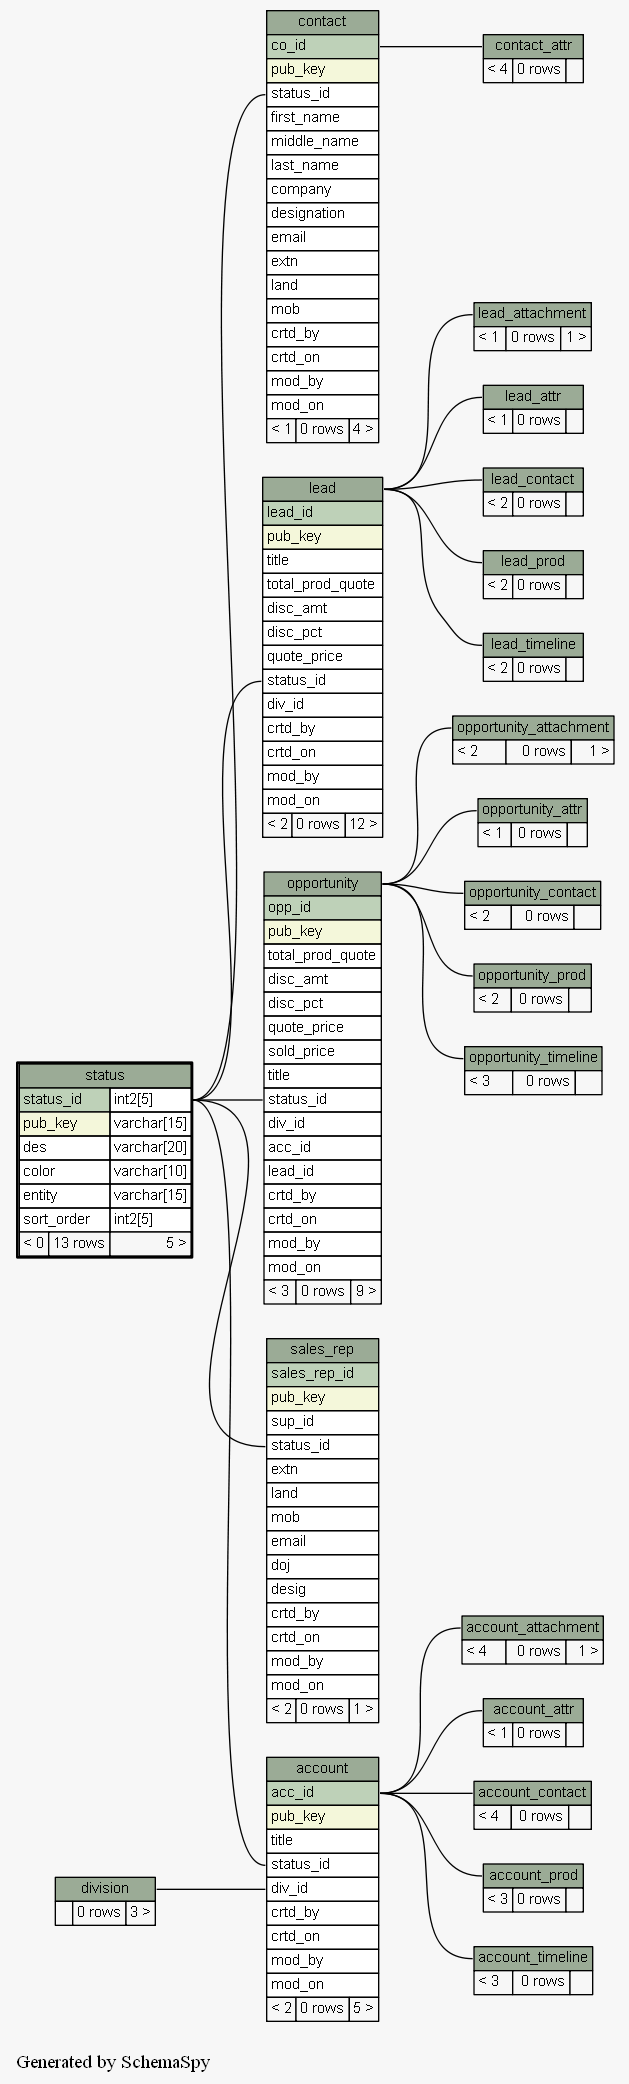 contact
co_id
pub_key
status_id
first_name
middle_name
last_name
company
designation
email
extn
land
mob
crtd_by
crtd_on
mod_by
mod_on
< 1 0 rows 4 >
contact_attr
< 4 0 rows
lead_attachment
< 1 0 rows 1 >
lead_attr
< 1 0 rows
lead_contact
< 2 0 rows
lead_prod
< 2 0 rows
lead_timeline
< 2 0 rows
lead
lead_id
pub_key
title
total_prod_quote
disc_amt
disc_pct
quote_price
status_id
div_id
crtd_by
crtd_on
mod_by
mod_on
< 2 0 rows 12 >
opportunity_attachment
< 2 0 rows 1 >
opportunity_attr
< 1 0 rows
opportunity_contact
< 2 0 rows
opportunity_prod
< 2 0 rows
opportunity_timeline
< 3 0 rows
opportunity
opp_id
pub_key
total_prod_quote
disc_amt
disc_pct
quote_price
sold_price
title
status_id
div_id
acc_id
lead_id
crtd_by
crtd_on
mod_by
mod_on
< 3 0 rows 9 >
status
status_id int2[5]
pub_key varchar[15]
des varchar[20]
color varchar[10]
entity varchar[15]
sort_order int2[5]
< 0 13 rows 5 >
sales_rep
sales_rep_id
pub_key
sup_id
status_id
extn
land
mob
email
doj
desig
crtd_by
crtd_on
mod_by
mod_on
< 2 0 rows 1 >
account_attachment
< 4 0 rows 1 >
account_attr
< 1 0 rows
account_contact
< 4 0 rows
account_prod
< 3 0 rows
account_timeline
< 3 0 rows
account
acc_id
pub_key
title
status_id
div_id
crtd_by
crtd_on
mod_by
mod_on
< 2 0 rows 5 >
division
0 rows 3 >
Generated by SchemaSpy